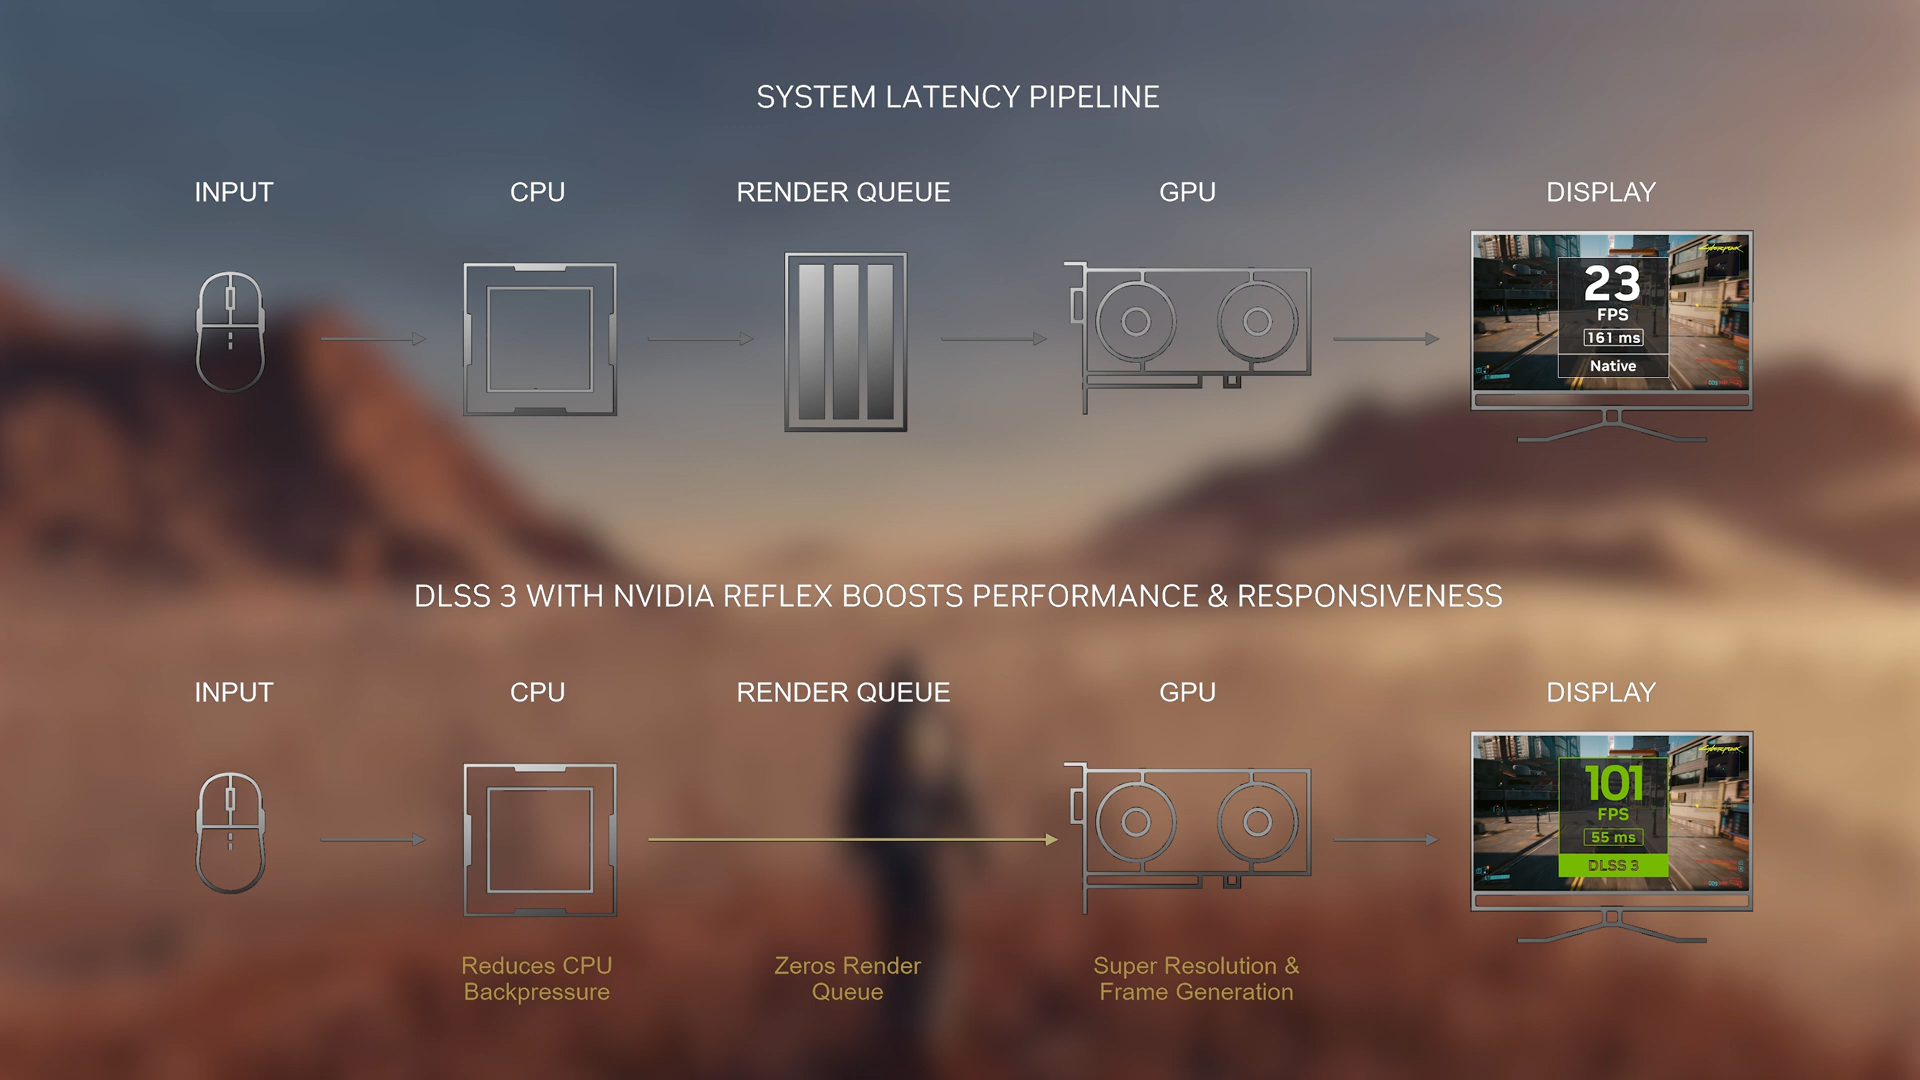 SYSTEM LATENCY PIPELINE
INPUT
CPU
RENDER QUEUE
GPU
DISPLAY
Cyberpunk
23
FPS
161 ms
Native
DLSS 3 WITH NVIDIA REFLEX BOOSTS PERFORMANCE & RESPONSIVENESS
INPUT
CPU
RENDER QUEUE
GPU
DISPLAY
Cyberpunk
101
FPS
55 ms
DLSS 3
Reduces CPU
Backpressure
Zeros Render
Queue
Super Resolution &
Frame Generation